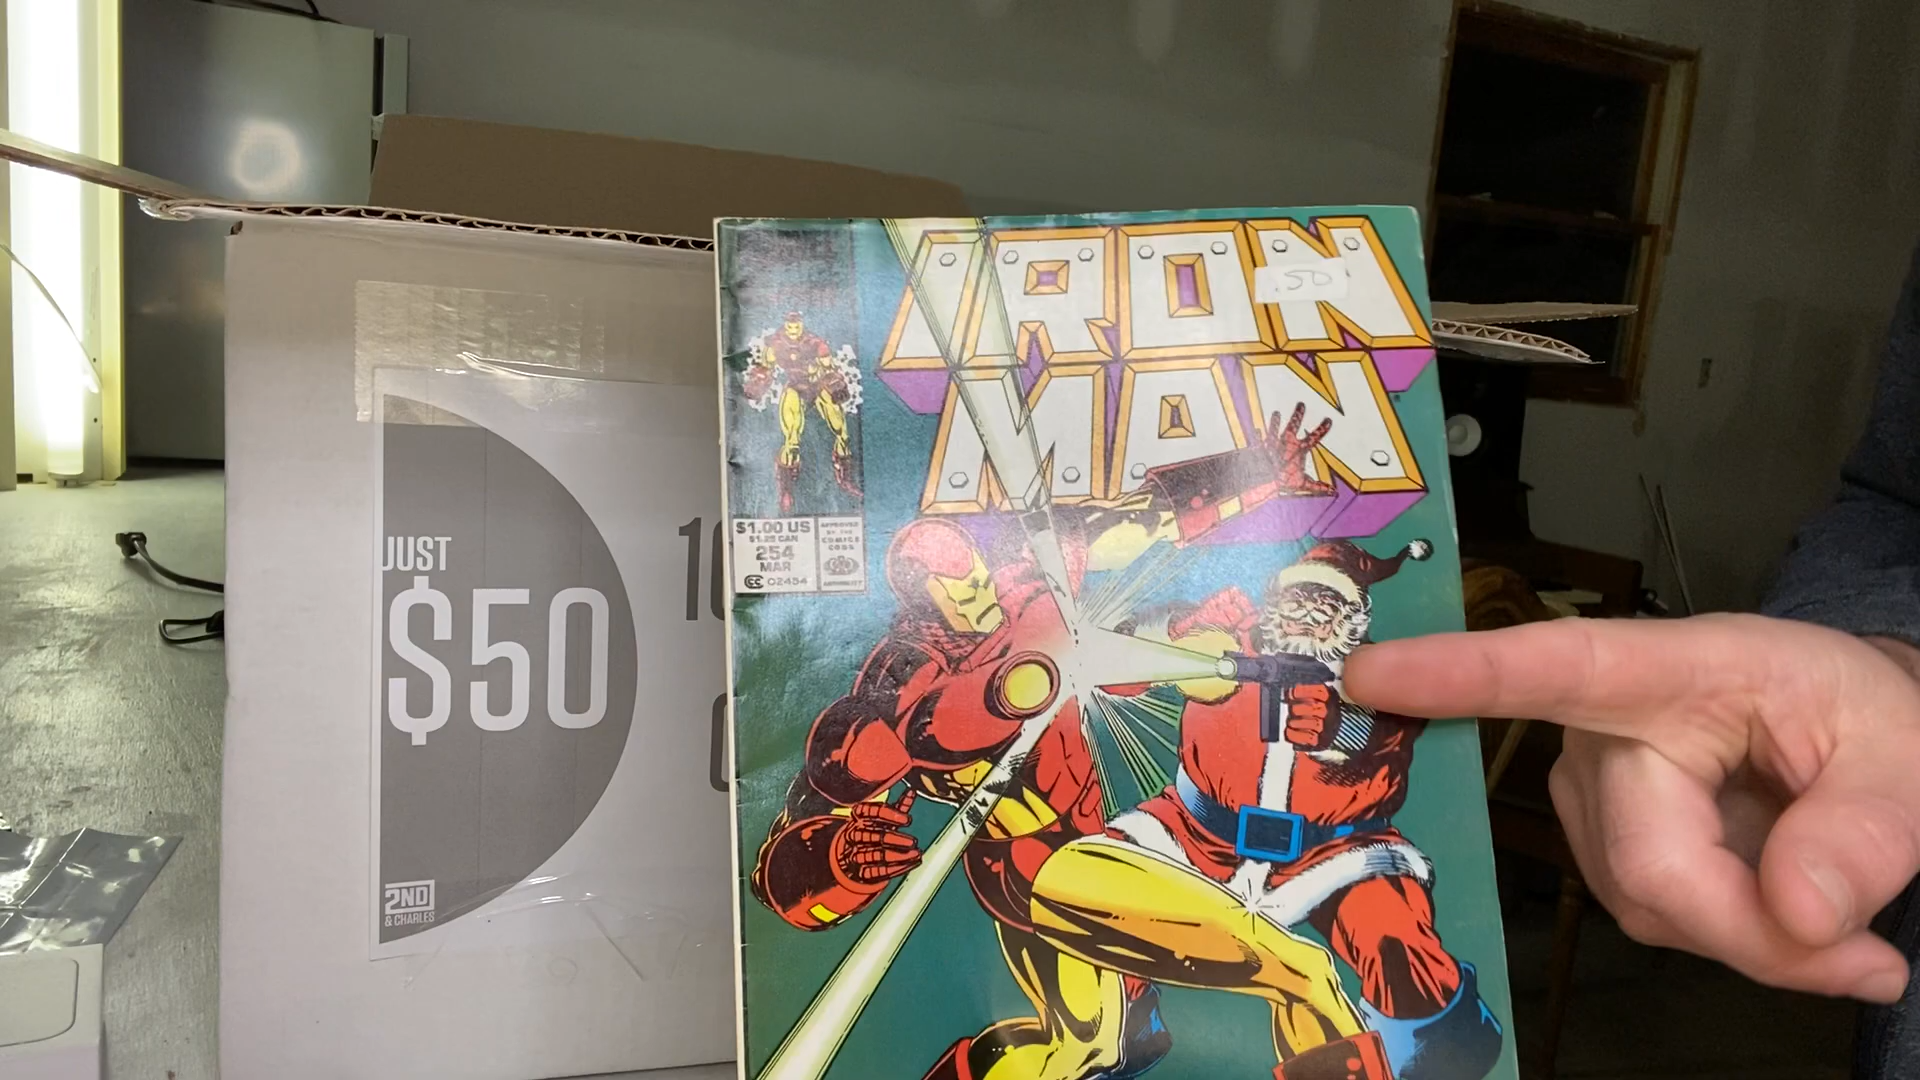 JUST
$50
2ND
& CHARLES
IRON
MAN
.50
$1.00 US
$1.25 CAN
254
MAR
CC 02454
APPROVED
BY THE
COMICS
CODE
AUTHORITY